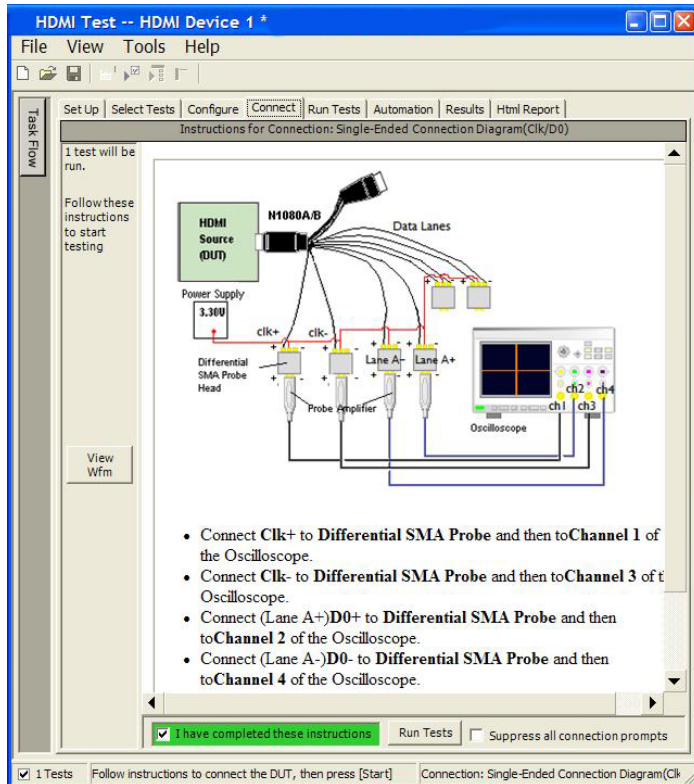 HDMI Test -- HDMI Device 1 *
File View Tools Help
Task Flow
Set Up Select Tests Configure Connect Run Tests Automation Results Html Report
Instructions for Connection: Single-Ended Connection Diagram(Clk/D0)
1 test will be
run.
Follow these
instructions
to start
testing
View
Wfm
HDMI
Source
(DUT)
N1080A/B
Data Lanes
Power Supply
3.30U
clk+
clk-
Lane A-
Lane A+
Differential
SMA Probe
Head
Probe Amplifier
ch1
ch2
ch3
ch4
Oscilloscope
• Connect Clk+ to Differential SMA Probe and then toChannel 1 of
the Oscilloscope.
• Connect Clk- to Differential SMA Probe and then toChannel 3 of t
Oscilloscope.
• Connect (Lane A+)D0+ to Differential SMA Probe and then
toChannel 2 of the Oscilloscope.
• Connect (Lane A-)D0- to Differential SMA Probe and then
toChannel 4 of the Oscilloscope.
I have completed these instructions
Run Tests
Suppress all connection prompts
1 Tests
Follow instructions to connect the DUT, then press [Start]
Connection: Single-Ended Connection Diagram(Clk